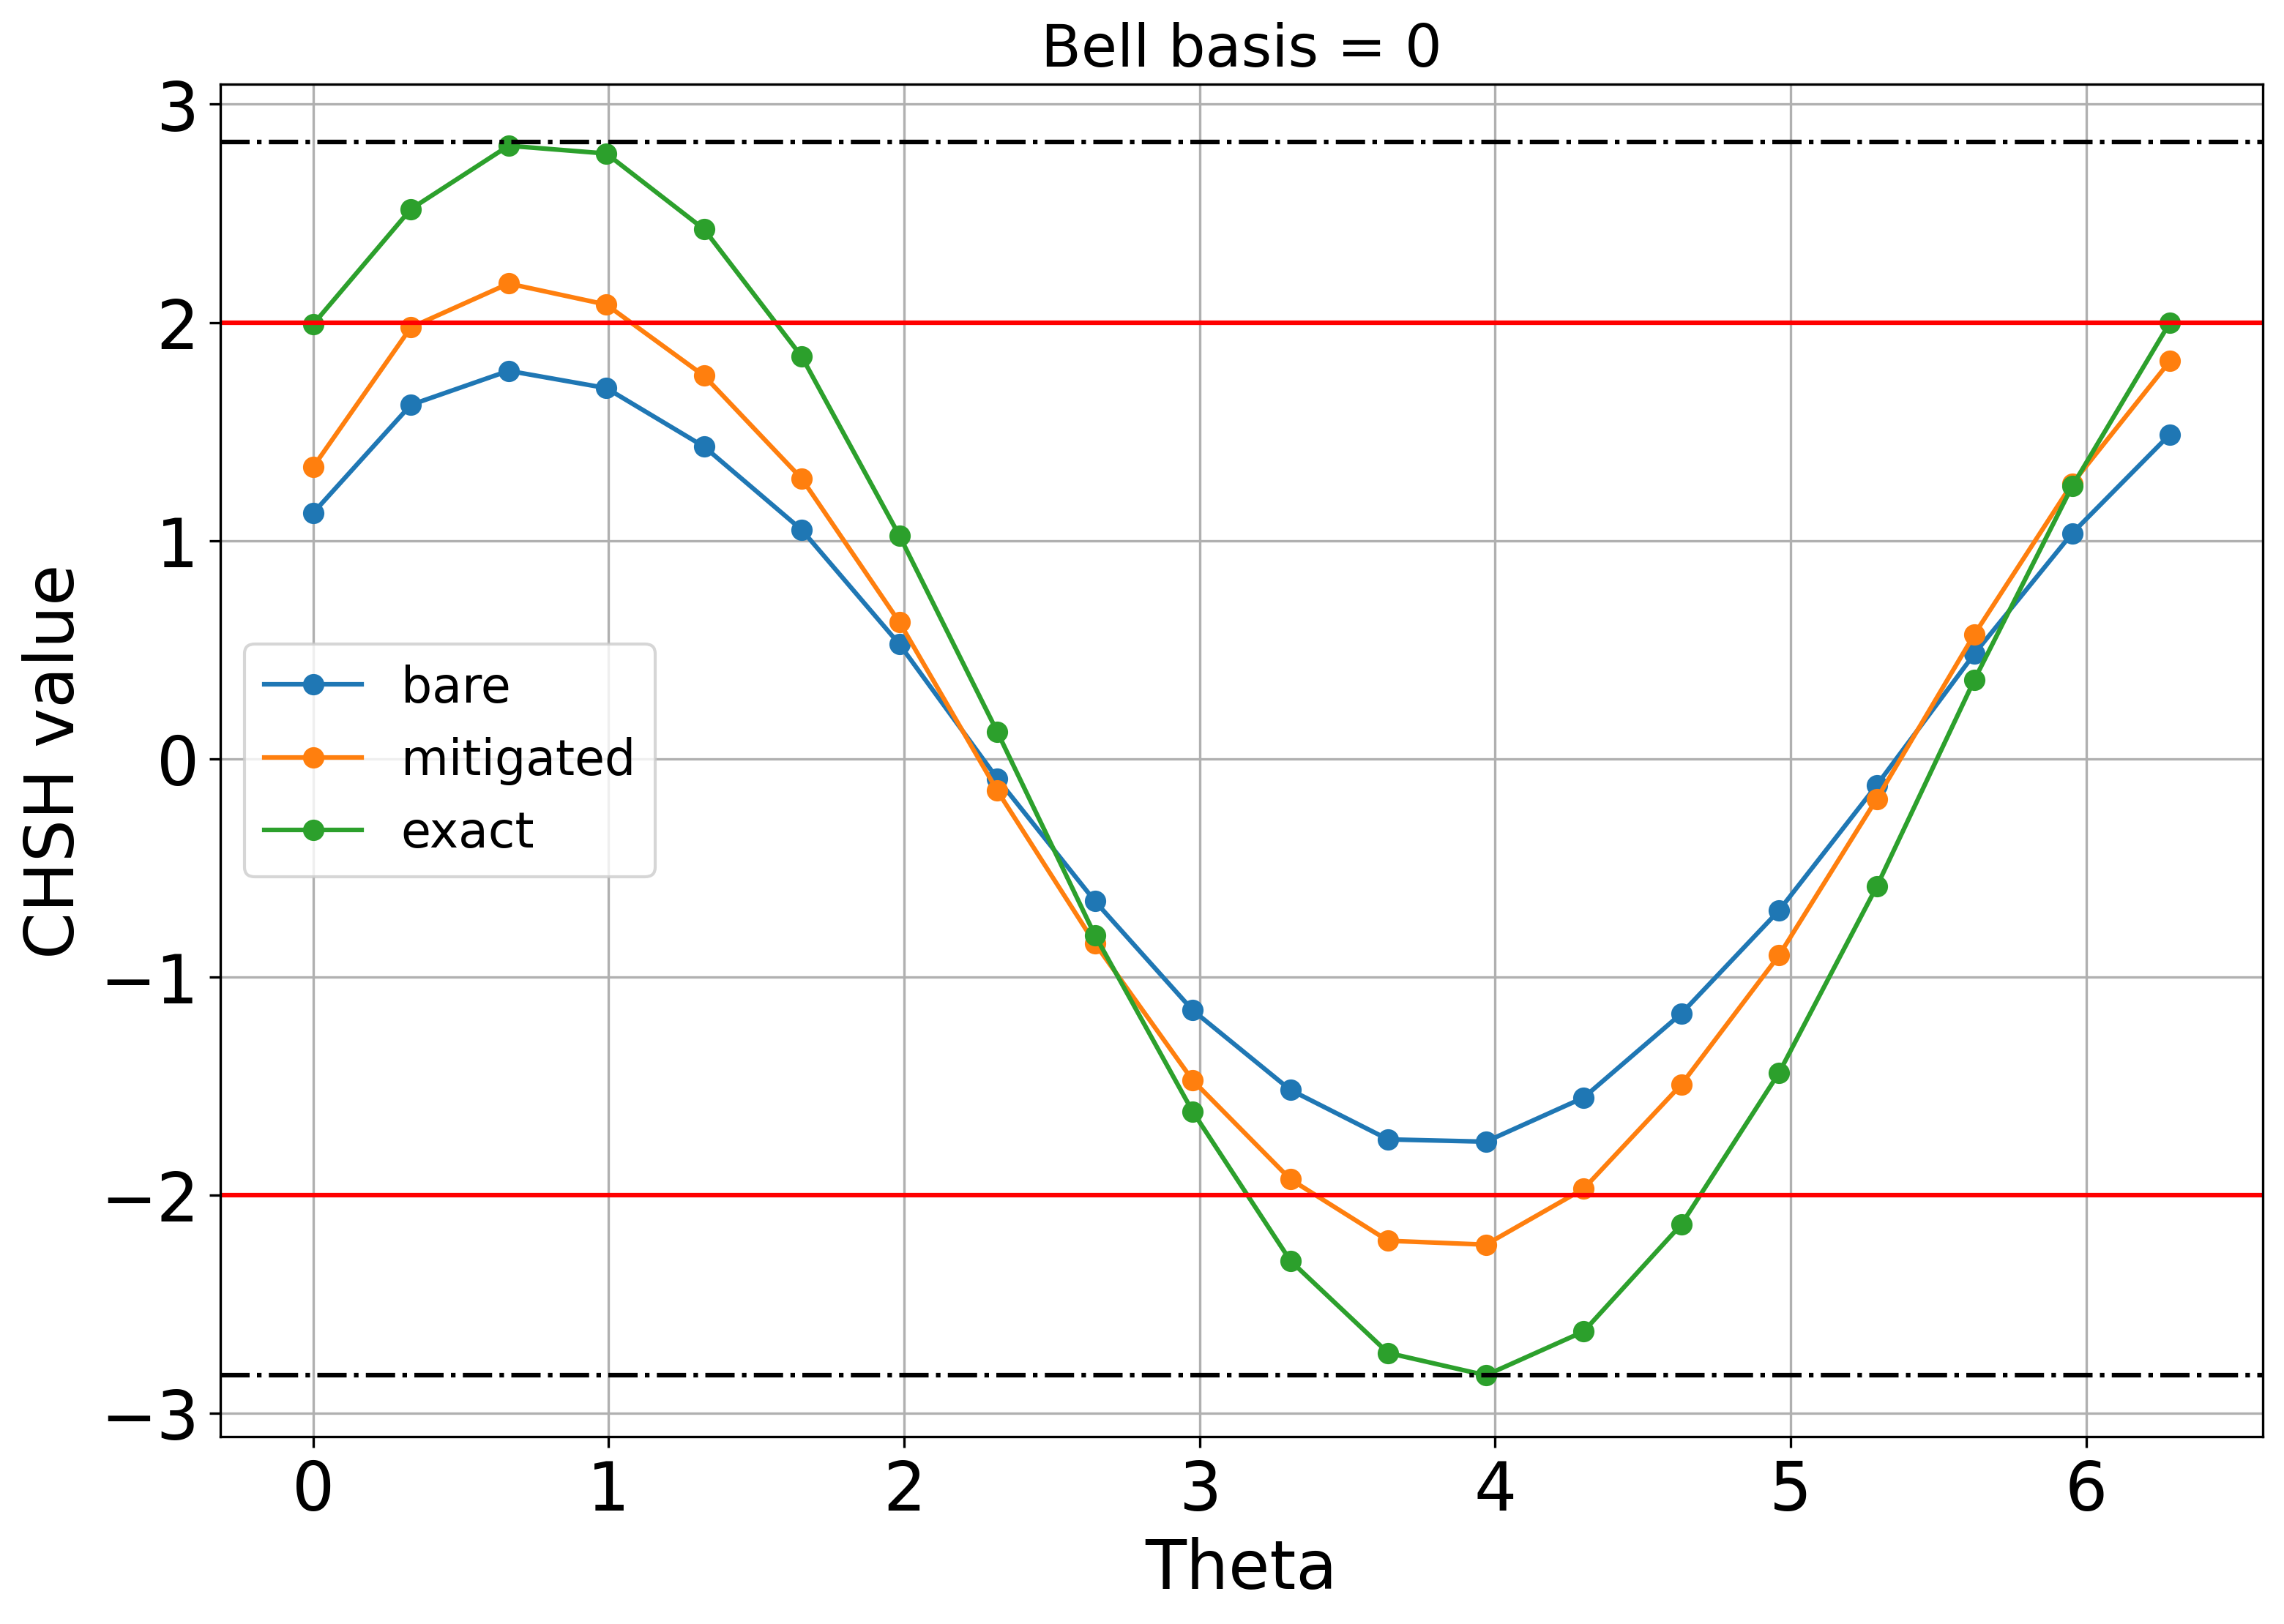 Bell basis = 0
3
2
1
0
−1
−2
−3
CHSH value
bare
mitigated
exact
0 1 2 3 4 5 6
Theta